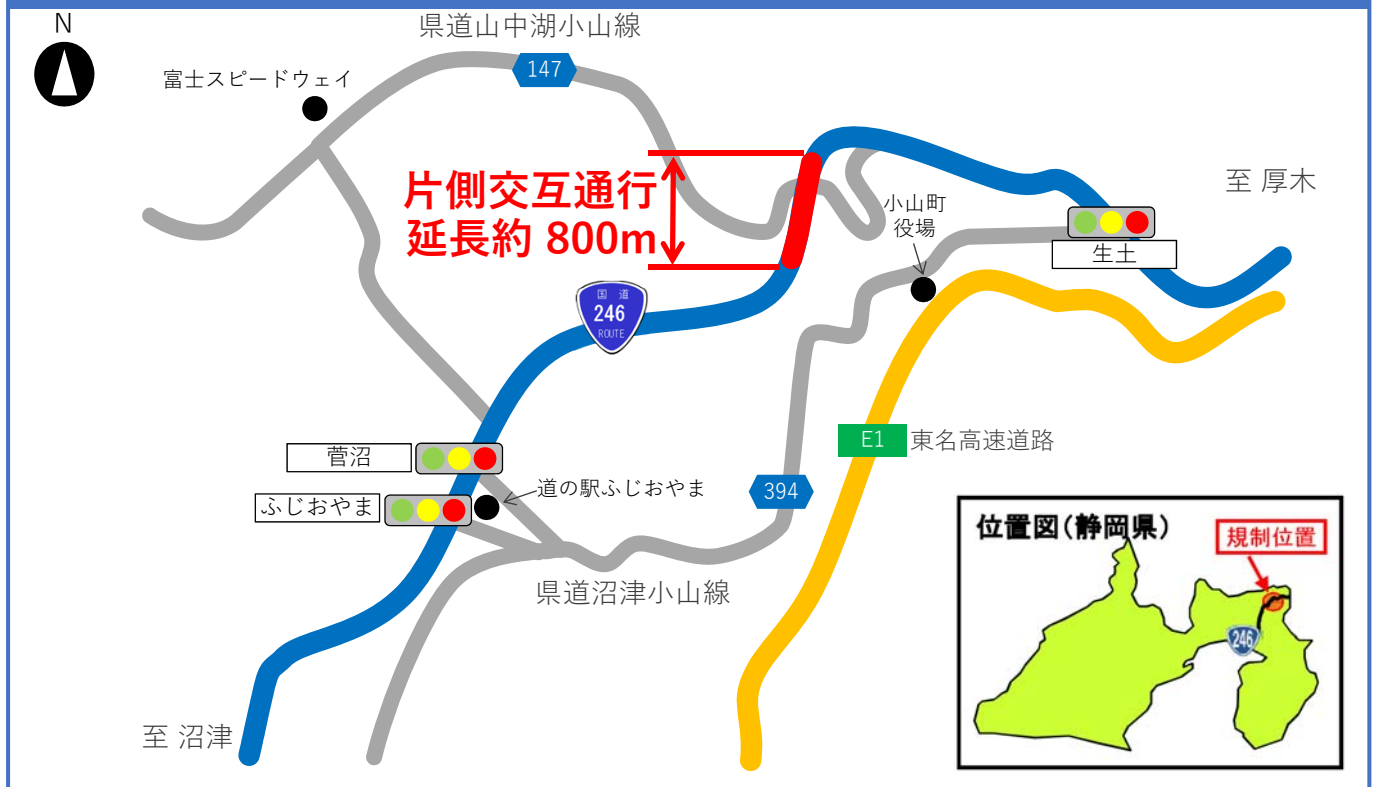 N
県道山中湖小山線
147
富士スピードウェイ
片側交互通行
延長約 800m
至 厚木
小山町
役場
生土
国道
246
ROUTE
E1
東名高速道路
菅沼
ふじおやま
道の駅ふじおやま
394
県道沼津小山線
至 沼津
位置図(静岡県)
規制位置
246